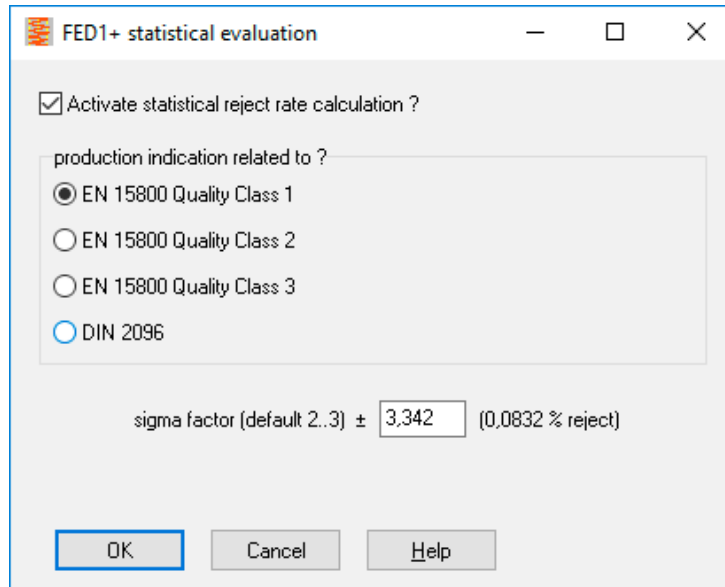 FED1+ statistical evaluation
Activate statistical reject rate calculation ?
production indication related to ?
EN 15800 Quality Class 1
EN 15800 Quality Class 2
EN 15800 Quality Class 3
DIN 2096
sigma factor (default 2..3) ± 3,342 (0,0832 % reject)
OK Cancel Help